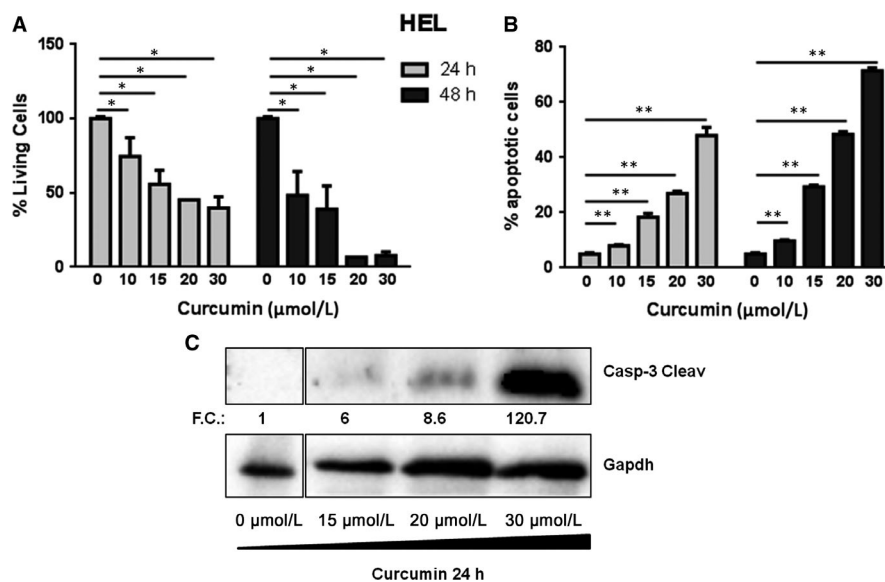 A
HEL
24 h
48 h
% Living Cells
150
100
50
0
* * * * * * * *
0 10 15 20 30 0 10 15 20 30
Curcumin (µmol/L)
B
% apoptotic cells
80
60
40
20
0
** ** ** ** ** ** ** **
0 10 15 20 30 0 10 15 20 30
Curcumin (µmol/L)
C
Casp-3 Cleav
F.C.: 1 6 8.6 120.7
Gapdh
0 µmol/L 15 µmol/L 20 µmol/L 30 µmol/L
Curcumin 24 h